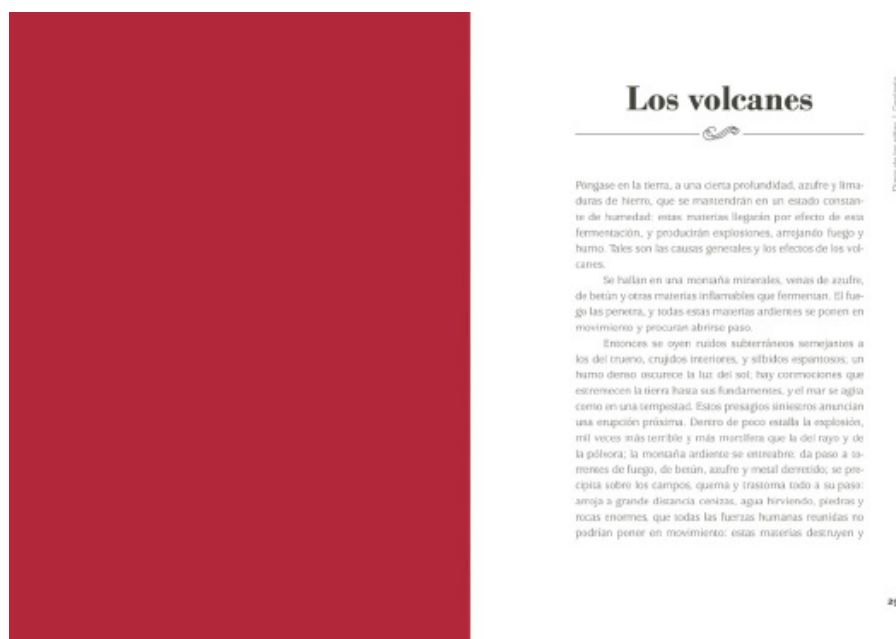 Los volcanes
Póngase en la tierra, a una cierta profundidad, azufre y lima-
duras de hierro, que se mantendrán en un estado constan-
te de humedad: estas materias llegarán por efecto de esta
fermentación, y producirán explosiones, arrojando fuego y
humo. Tales son las causas generales y los efectos de los vol-
canes.
Se hallan en una montaña minerales, venas de azufre,
de betún y otras materias inflamables que fermentan. El fue-
go las penetra, y todas estas materias ardientes se ponen en
movimiento y procuran abrirse paso.
Entonces se oyen ruidos subterráneos semejantes a
los del trueno, crujidos interiores, y silbidos espantosos; un
humo denso oscurece la luz del sol; hay conmociones que
estremecen la tierra hasta sus fundamentos, y el mar se agita
como en una tempestad. Estos presagios siniestros anuncian
una erupción próxima. Dentro de poco estalla la explosión,
mil veces más terrible y más mortífera que la del rayo y de
la pólvora; la montaña ardiente se entreabre: da paso a to-
rrentes de fuego, de betún, azufre y metal derretido; se pre-
cipita sobre los campos, quema y trastorna todo a su paso:
arroja a grande distancia cenizas, agua hirviendo, piedras y
rocas enormes, que todas las fuerzas humanas reunidas no
podrían poner en movimiento: estas materias destruyen y